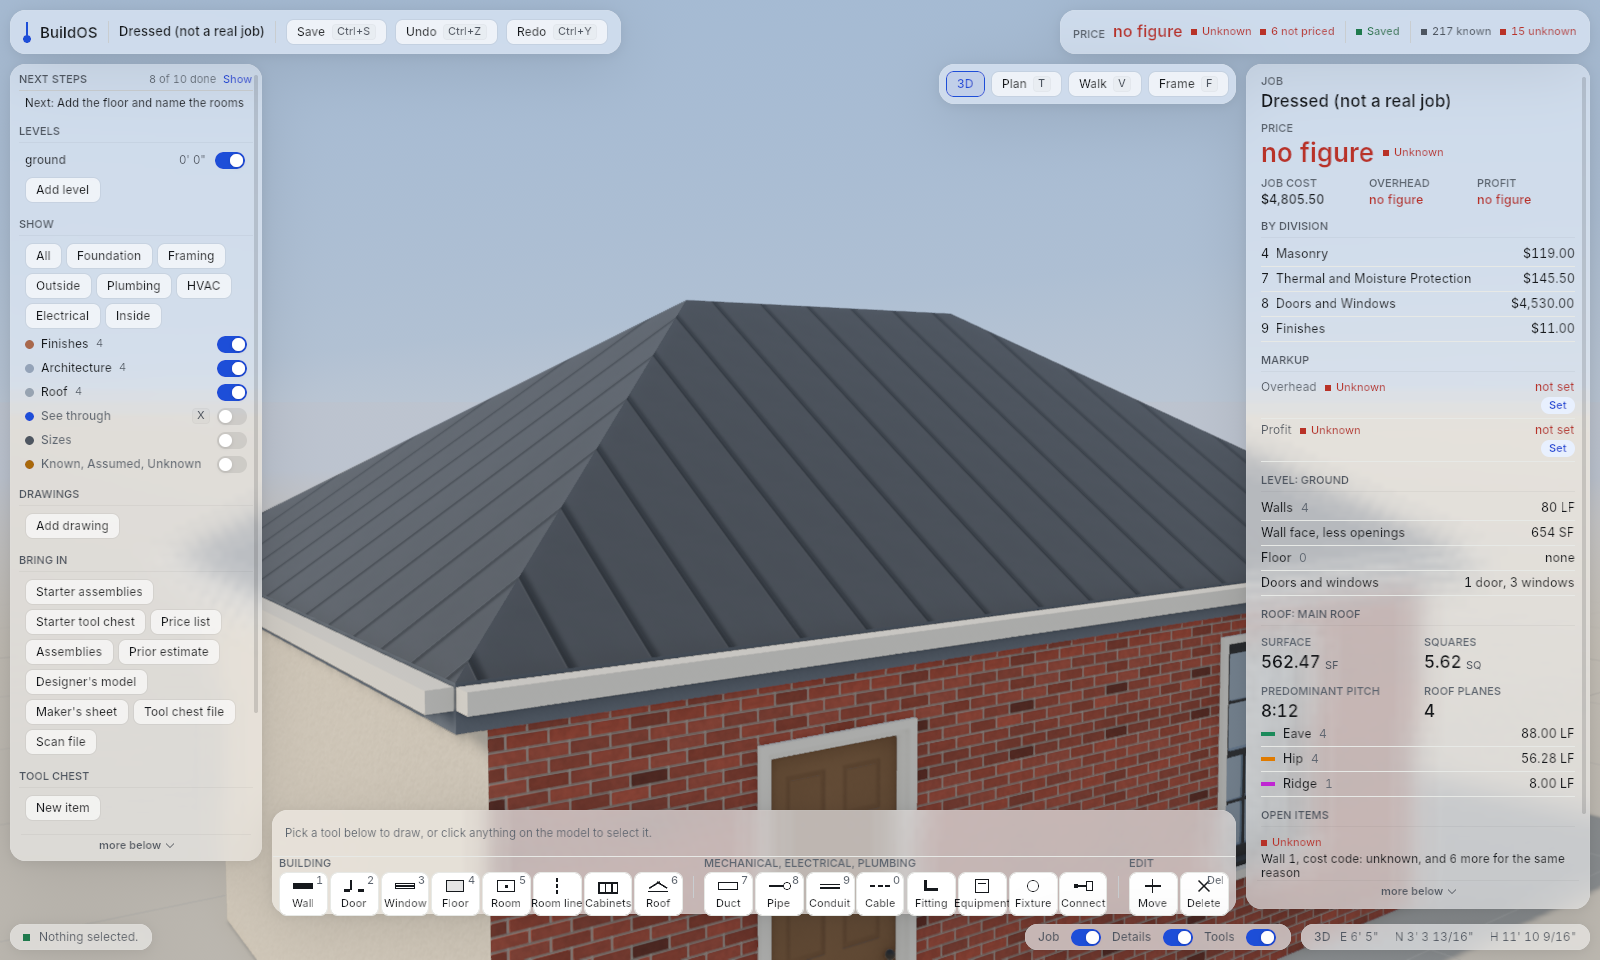 BuildOS
Dressed (not a real job)
Save Ctrl+S
Undo Ctrl+Z
Redo Ctrl+Y
PRICE no figure Unknown 6 not priced Saved 217 known 15 unknown
NEXT STEPS 8 of 10 done Show
Next: Add the floor and name the rooms
LEVELS
ground 0' 0"
Add level
SHOW
All Foundation Framing
Outside Plumbing HVAC
Electrical Inside
Finishes 4
Architecture 4
Roof 4
See through X
Sizes
Known, Assumed, Unknown
DRAWINGS
Add drawing
BRING IN
Starter assemblies
Starter tool chest Price list
Assemblies Prior estimate
Designer's model
Maker's sheet Tool chest file
Scan file
TOOL CHEST
New item
more below
Nothing selected.
3D Plan T Walk V Frame F
Pick a tool below to draw, or click anything on the model to select it.
BUILDING
Wall 1
Door 2
Window 3
Floor 4
Room 5
Room line
Cabinets
Roof 6
MECHANICAL, ELECTRICAL, PLUMBING
Duct 7
Pipe 8
Conduit 9
Cable 0
Fitting
Equipment
Fixture
Connect
EDIT
Move
Delete Del
Job Details Tools
3D E 6' 5" N 3' 3 13/16" H 11' 10 9/16"
JOB
Dressed (not a real job)
PRICE
no figure Unknown
JOB COST OVERHEAD PROFIT
$4,805.50 no figure no figure
BY DIVISION
4 Masonry $119.00
7 Thermal and Moisture Protection $145.50
8 Doors and Windows $4,530.00
9 Finishes $11.00
MARKUP
Overhead Unknown not set
Set
Profit Unknown not set
Set
LEVEL: GROUND
Walls 4 80 LF
Wall face, less openings 654 SF
Floor 0 none
Doors and windows 1 door, 3 windows
ROOF: MAIN ROOF
SURFACE SQUARES
562.47 SF 5.62 SQ
PREDOMINANT PITCH ROOF PLANES
8:12 4
Eave 4 88.00 LF
Hip 4 56.28 LF
Ridge 1 8.00 LF
OPEN ITEMS
Unknown
Wall 1, cost code: unknown, and 6 more for the same
reason
more below